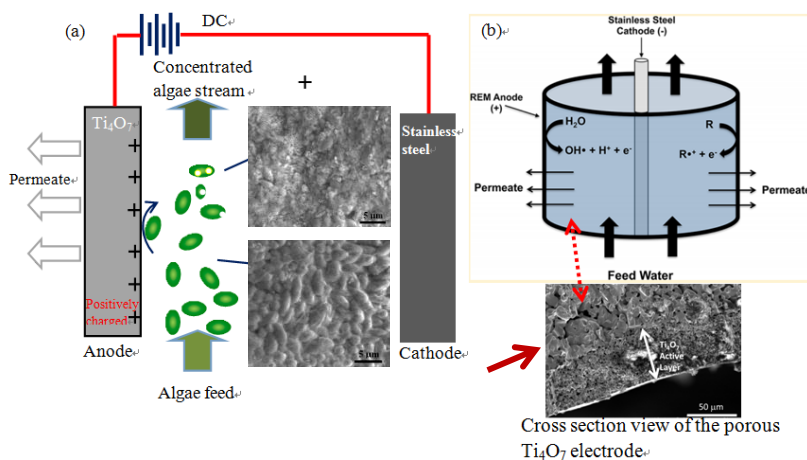 (a)
DC
Concentrated
algae stream
+
Ti₄O₇
+
+
+
+
+
+
Permeate
5 μm
5 μm
Stainless
steel
Positively
charged
Anode
Cathode
Algae feed
(b)
Stainless Steel
Cathode (-)
REM Anode
(+)
H₂O
OH• + H⁺ + e⁻
R
R•⁺ + e⁻
Permeate
Permeate
Feed Water
Ti₄O₇
Active
Layer
50 μm
Cross section view of the porous
Ti₄O₇ electrode